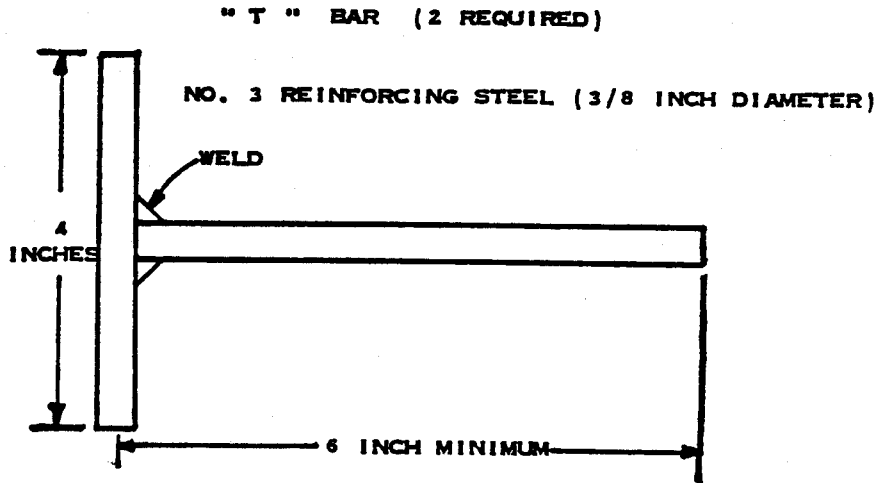 " T " BAR (2 REQUIRED)
NO. 3 REINFORCING STEEL (3/8 INCH DIAMETER)
WELD
4
INCHES
6 INCH MINIMUM